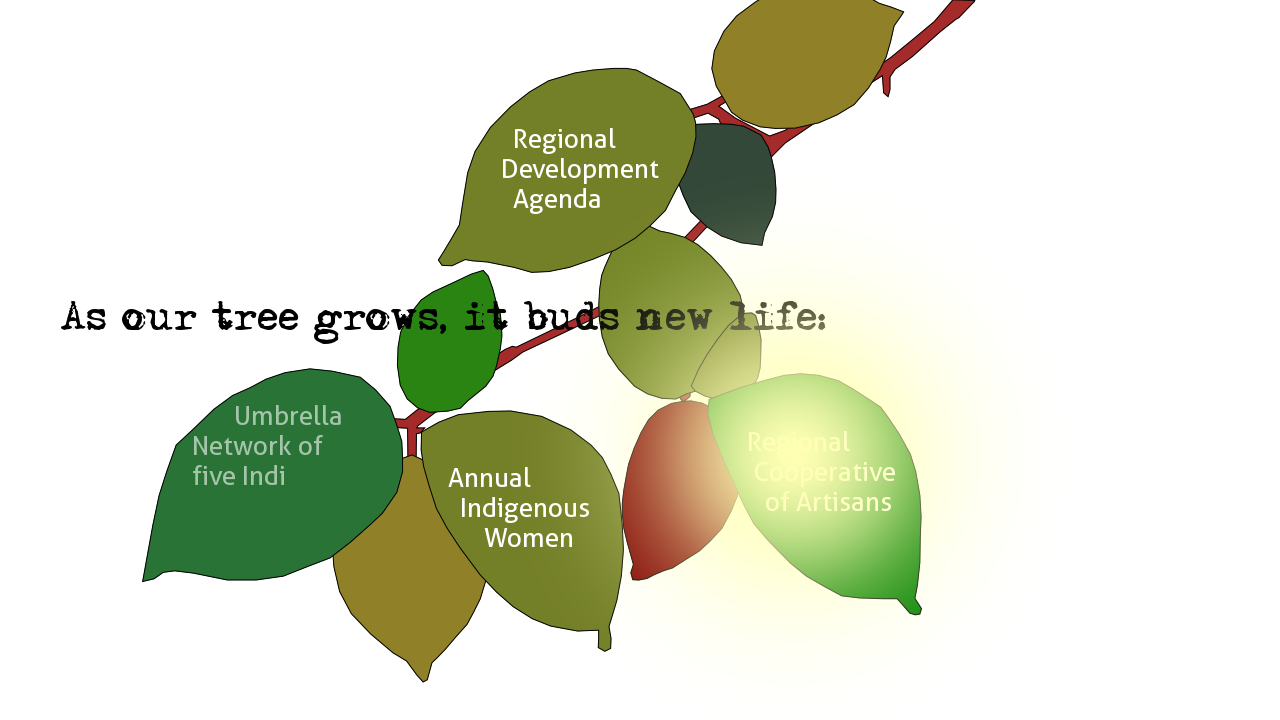 Regional
Development
Agenda
As our tree grows, it buds new life:
Umbrella
Network of
five Indi
Annual
Indigenous
Women
Regional
Cooperative
of Artisans